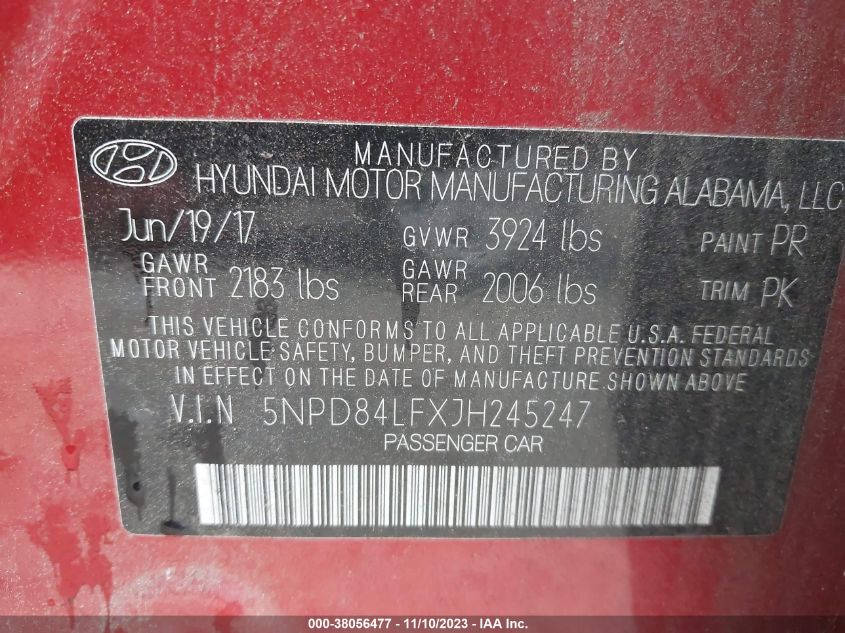 MANUFACTURED BY
HYUNDAI MOTOR MANUFACTURING ALABAMA, LLC
Jun/19/17 GVWR 3924 lbs PAINT PR
GAWR FRONT 2183 lbs GAWR REAR 2006 lbs TRIM PK
THIS VEHICLE CONFORMS TO ALL APPLICABLE U.S.A. FEDERAL
MOTOR VEHICLE SAFETY, BUMPER, AND THEFT PREVENTION STANDARDS
IN EFFECT ON THE DATE OF MANUFACTURE SHOWN ABOVE
V.I.N 5NPD84LFXJH245247
PASSENGER CAR
000-38056477 - 11/10/2023 - IAA Inc.